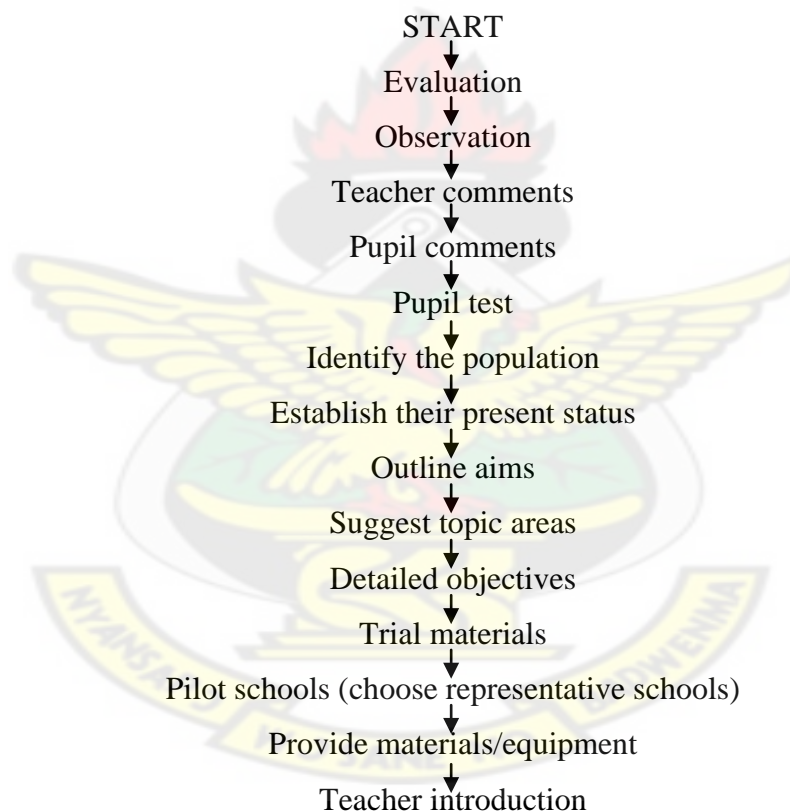 START
Evaluation
Observation
Teacher comments
Pupil comments
Pupil test
Identify the population
Establish their present status
Outline aims
Suggest topic areas
Detailed objectives
Trial materials
Pilot schools (choose representative schools)
Provide materials/equipment
Teacher introduction